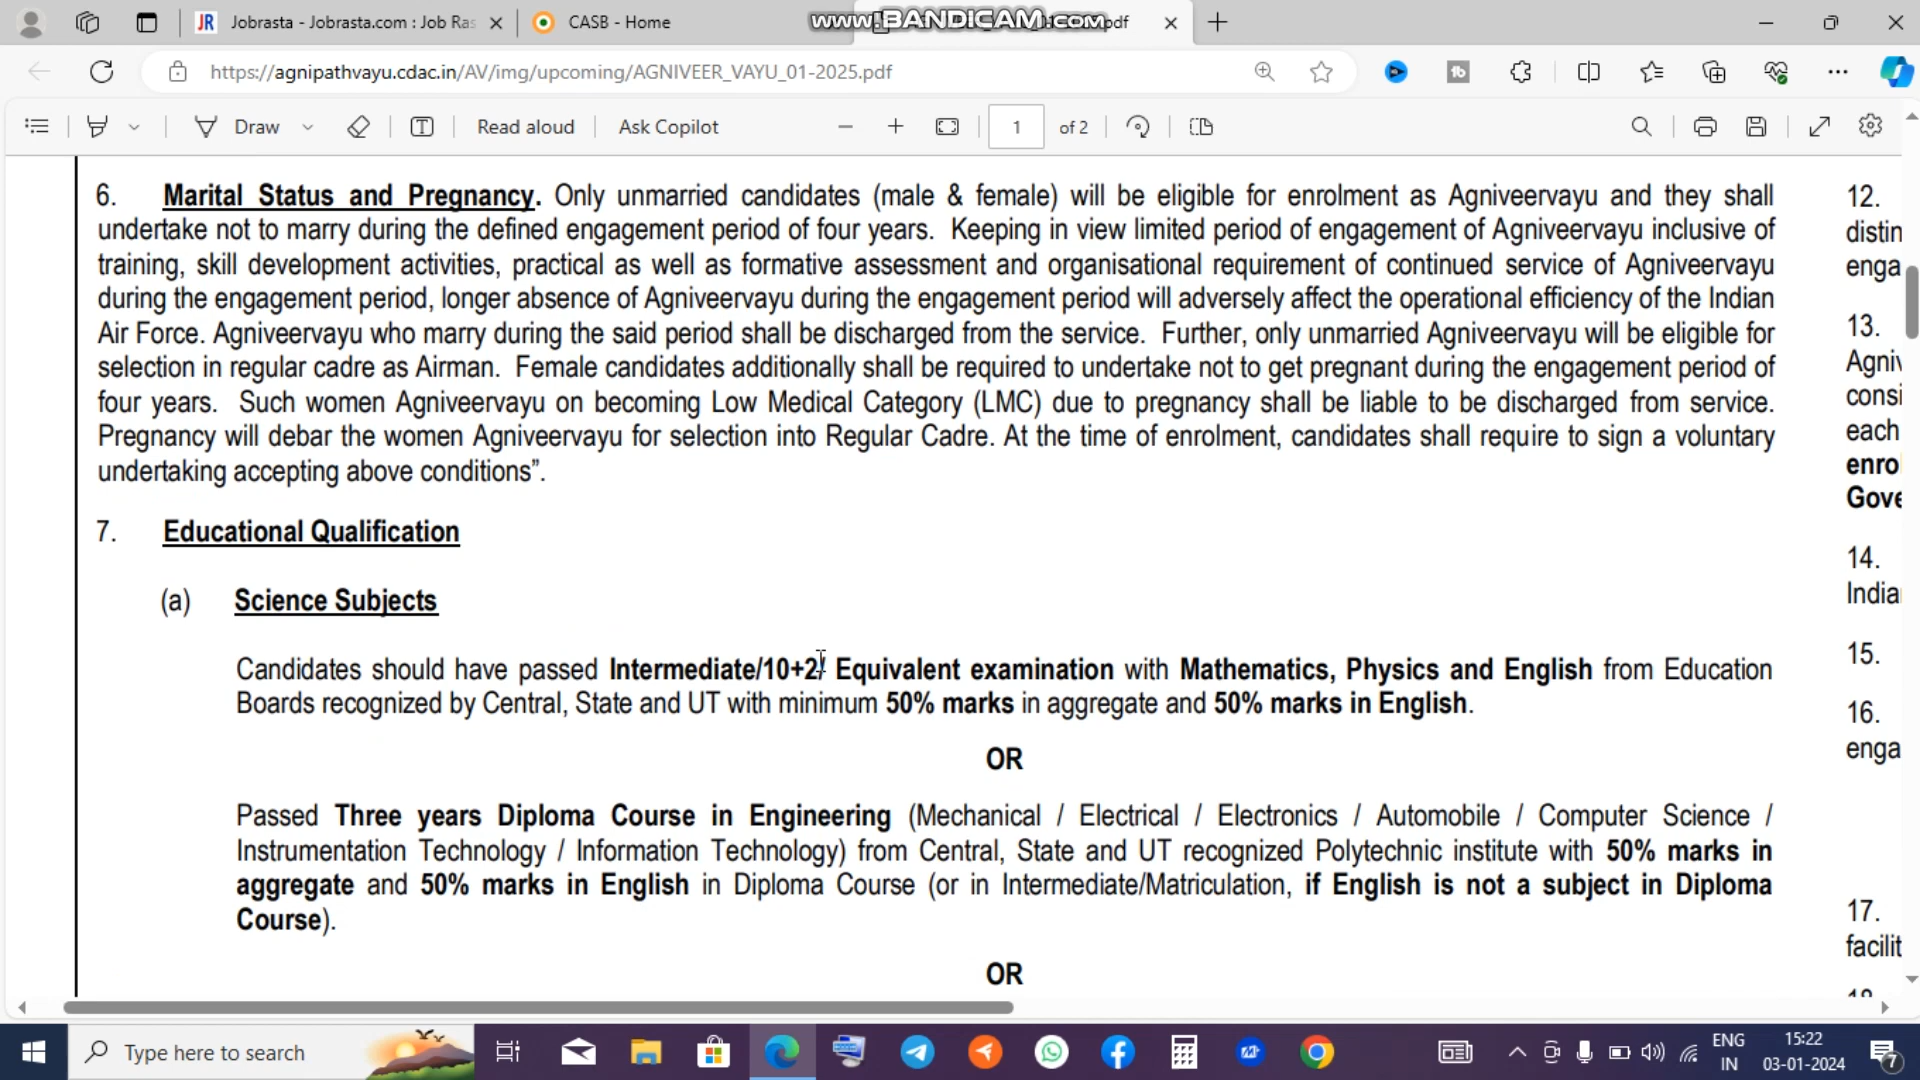 Jobrasta - Jobrasta.com : Job Ras
CASB - Home
www.BANDICAM.com
pdf
https://agnipathvayu.cdac.in/AV/img/upcoming/AGNIVEER_VAYU_01-2025.pdf
Draw
Read aloud
Ask Copilot
1
of 2
6. Marital Status and Pregnancy. Only unmarried candidates (male & female) will be eligible for enrolment as Agniveervayu and they shall
undertake not to marry during the defined engagement period of four years. Keeping in view limited period of engagement of Agniveervayu inclusive of
training, skill development activities, practical as well as formative assessment and organisational requirement of continued service of Agniveervayu
during the engagement period, longer absence of Agniveervayu during the engagement period will adversely affect the operational efficiency of the Indian
Air Force. Agniveervayu who marry during the said period shall be discharged from the service. Further, only unmarried Agniveervayu will be eligible for
selection in regular cadre as Airman. Female candidates additionally shall be required to undertake not to get pregnant during the engagement period of
four years. Such women Agniveervayu on becoming Low Medical Category (LMC) due to pregnancy shall be liable to be discharged from service.
Pregnancy will debar the women Agniveervayu for selection into Regular Cadre. At the time of enrolment, candidates shall require to sign a voluntary
undertaking accepting above conditions”.
7. Educational Qualification
(a) Science Subjects
Candidates should have passed Intermediate/10+2/ Equivalent examination with Mathematics, Physics and English from Education
Boards recognized by Central, State and UT with minimum 50% marks in aggregate and 50% marks in English.
OR
Passed Three years Diploma Course in Engineering (Mechanical / Electrical / Electronics / Automobile / Computer Science /
Instrumentation Technology / Information Technology) from Central, State and UT recognized Polytechnic institute with 50% marks in
aggregate and 50% marks in English in Diploma Course (or in Intermediate/Matriculation, if English is not a subject in Diploma
Course).
OR
12.
distin
enga
13.
Agniv
consi
each
enro
Gove
14.
India
15.
16.
enga
17.
facilit
Type here to search
ENG
IN
15:22
03-01-2024
7